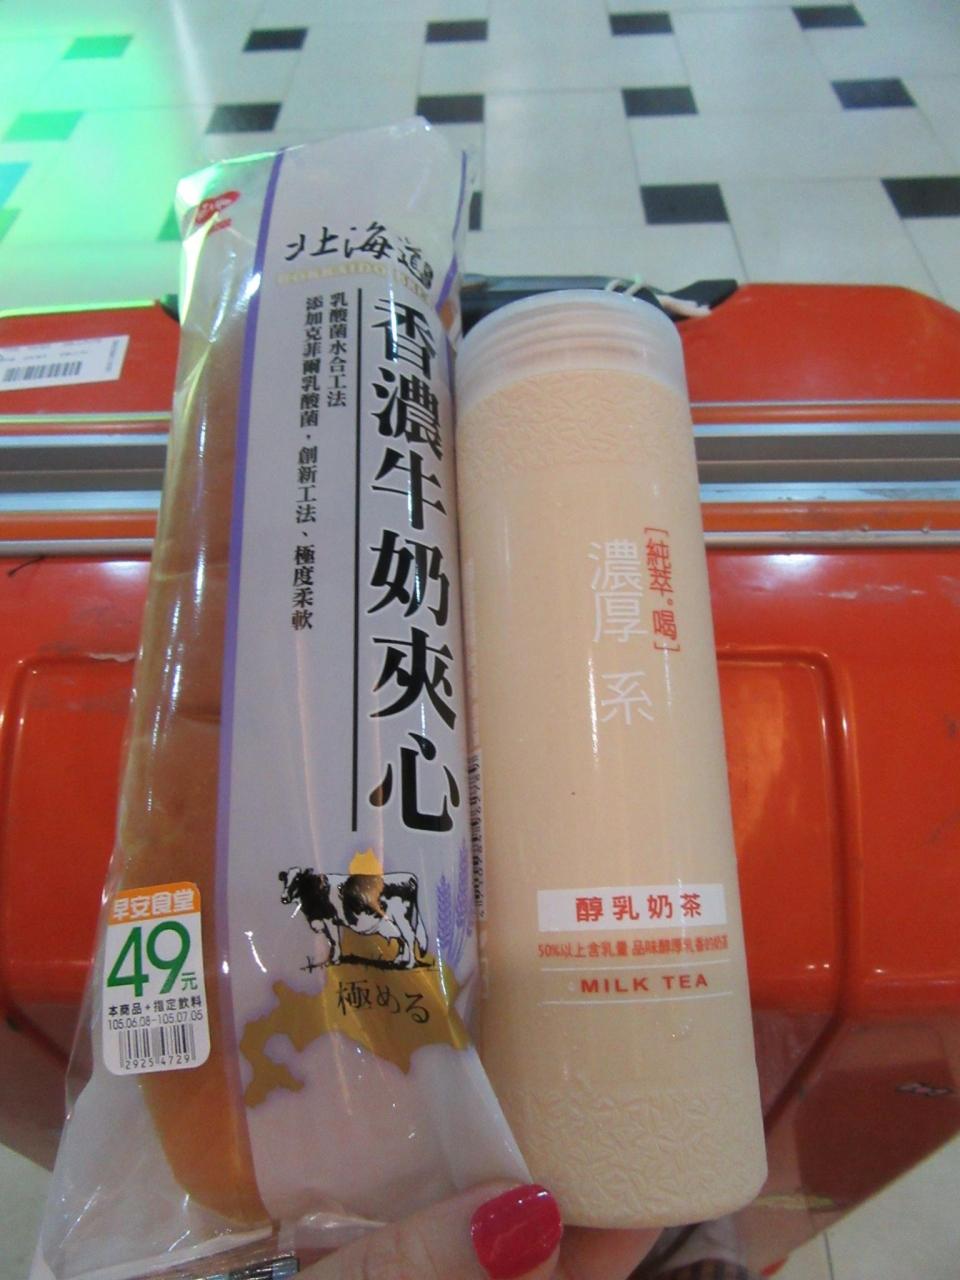 北海道
HOKKAIDO
香濃牛奶夾心
乳酸菌水合工法
添加克菲爾乳酸菌，創新工法、極度柔軟
極める
早安食堂
49元
本商品+指定飲料
105.06.08-105.07.05
2925 4729
[純萃。喝]
濃厚 系
醇乳奶茶
50%以上含乳量 品味醇厚乳香的奶茶
MILK TEA